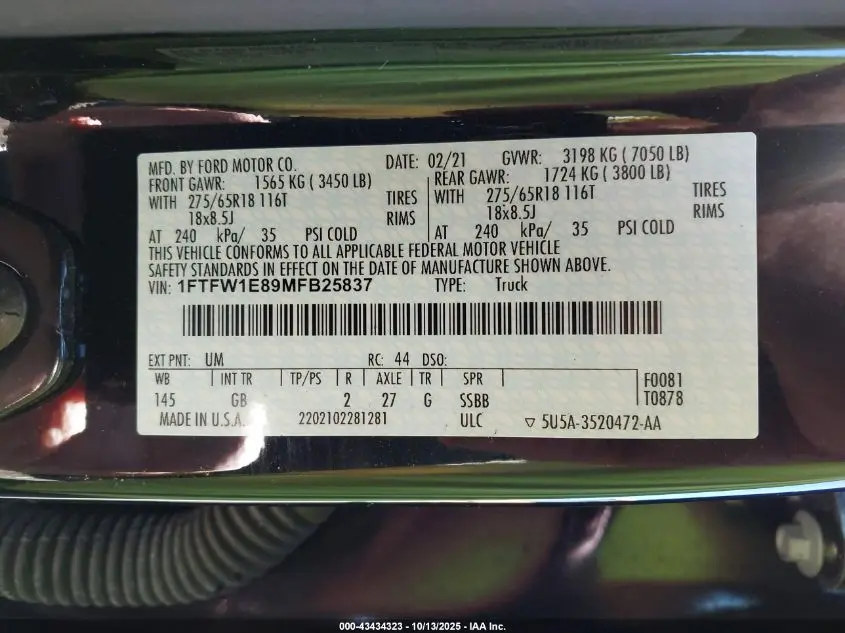 MFD. BY FORD MOTOR CO. DATE: 02/21 GVWR: 3198 KG ( 7050 LB)
FRONT GAWR: 1565 KG ( 3450 LB) REAR GAWR: 1724 KG ( 3800 LB)
WITH 275/65R18 116T TIRES WITH 275/65R18 116T TIRES
18x8.5J RIMS 18x8.5J RIMS
AT 240 kPa/ 35 PSI COLD AT 240 kPa/ 35 PSI COLD
THIS VEHICLE CONFORMS TO ALL APPLICABLE FEDERAL MOTOR VEHICLE
SAFETY STANDARDS IN EFFECT ON THE DATE OF MANUFACTURE SHOWN ABOVE.
VIN: 1FTFW1E89MFB25837 TYPE: Truck
EXT PNT: UM RC: 44 DSO:
WB INT TR TP/PS R AXLE TR SPR F0081
145 GB 2 27 G SSBB T0878
MADE IN U.S.A. 2202102281281 ULC ▽ 5U5A-3520472-AA
000-43434323 - 10/13/2025 - IAA Inc.